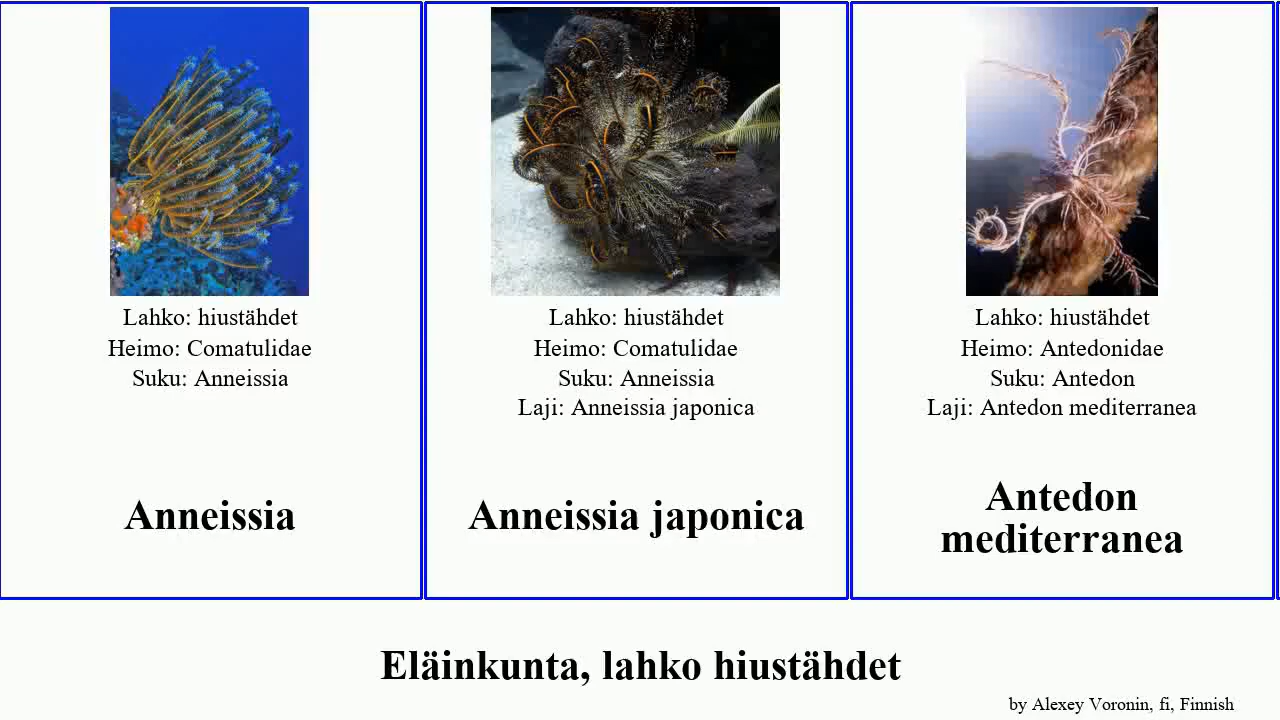 Lahko: hiustähdet
Heimo: Comatulidae
Suku: Anneissia
Anneissia
Lahko: hiustähdet
Heimo: Comatulidae
Suku: Anneissia
Laji: Anneissia japonica
Anneissia japonica
Lahko: hiustähdet
Heimo: Antedonidae
Suku: Antedon
Laji: Antedon mediterranea
Antedon
mediterranea
Eläinkunta, lahko hiustähdet
by Alexey Voronin, fi, Finnish